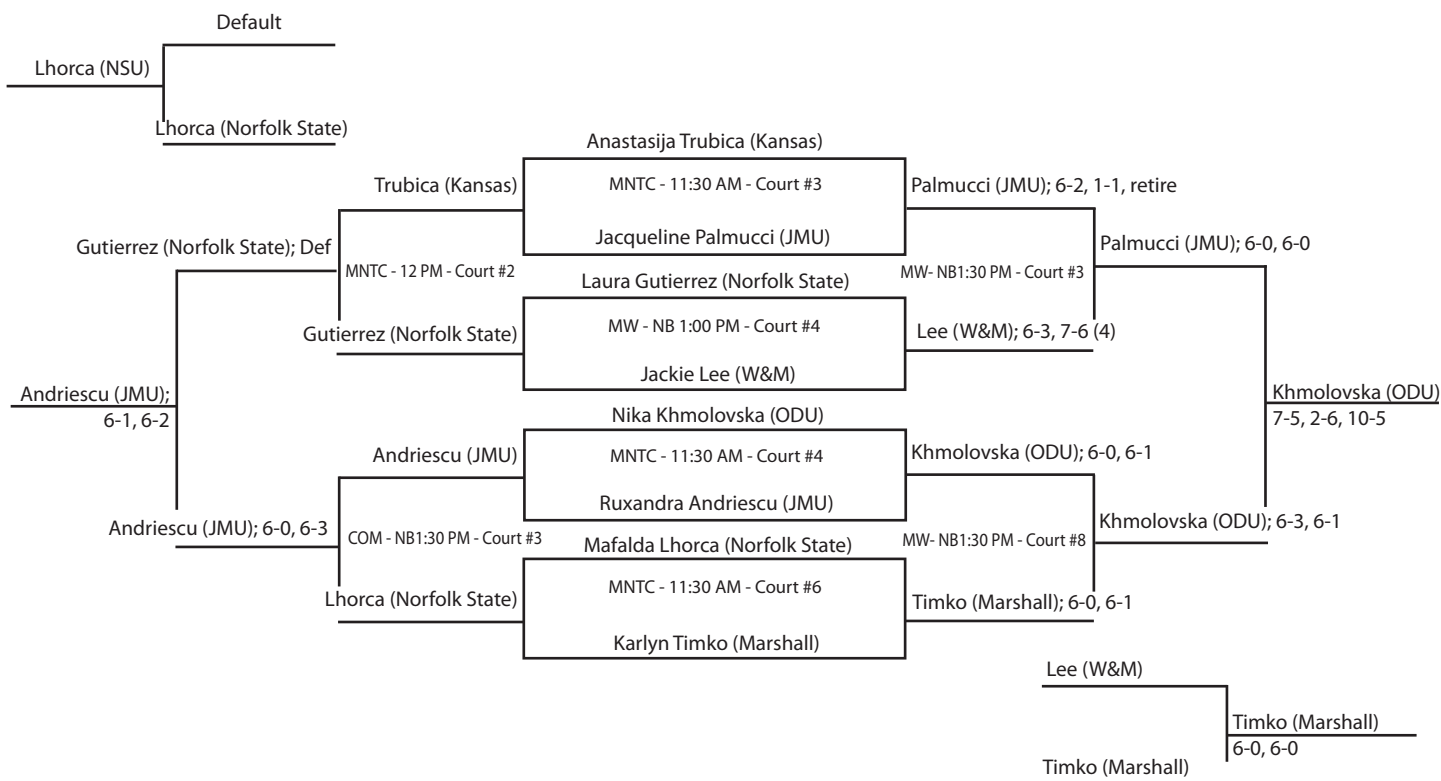 Default
Lhorca (NSU)
Lhorca (Norfolk State)
Anastasija Trubica (Kansas)
Trubica (Kansas)
MNTC - 11:30 AM - Court #3
Palmucci (JMU); 6-2, 1-1, retire
Jacqueline Palmucci (JMU)
Gutierrez (Norfolk State); Def
Palmucci (JMU); 6-0, 6-0
MNTC - 12 PM - Court #2
MW- NB1:30 PM - Court #3
Laura Gutierrez (Norfolk State)
Gutierrez (Norfolk State)
MW - NB 1:00 PM - Court #4
Lee (W&M); 6-3, 7-6 (4)
Jackie Lee (W&M)
Andriescu (JMU);
6-1, 6-2
Khmolovska (ODU)
7-5, 2-6, 10-5
Nika Khmolovska (ODU)
Andriescu (JMU)
MNTC - 11:30 AM - Court #4
Khmolovska (ODU); 6-0, 6-1
Ruxandra Andriescu (JMU)
Andriescu (JMU); 6-0, 6-3
Khmolovska (ODU); 6-3, 6-1
COM - NB1:30 PM - Court #3
MW- NB1:30 PM - Court #8
Mafalda Lhorca (Norfolk State)
Lhorca (Norfolk State)
MNTC - 11:30 AM - Court #6
Timko (Marshall); 6-0, 6-1
Karlyn Timko (Marshall)
Lee (W&M)
Timko (Marshall)
6-0, 6-0
Timko (Marshall)